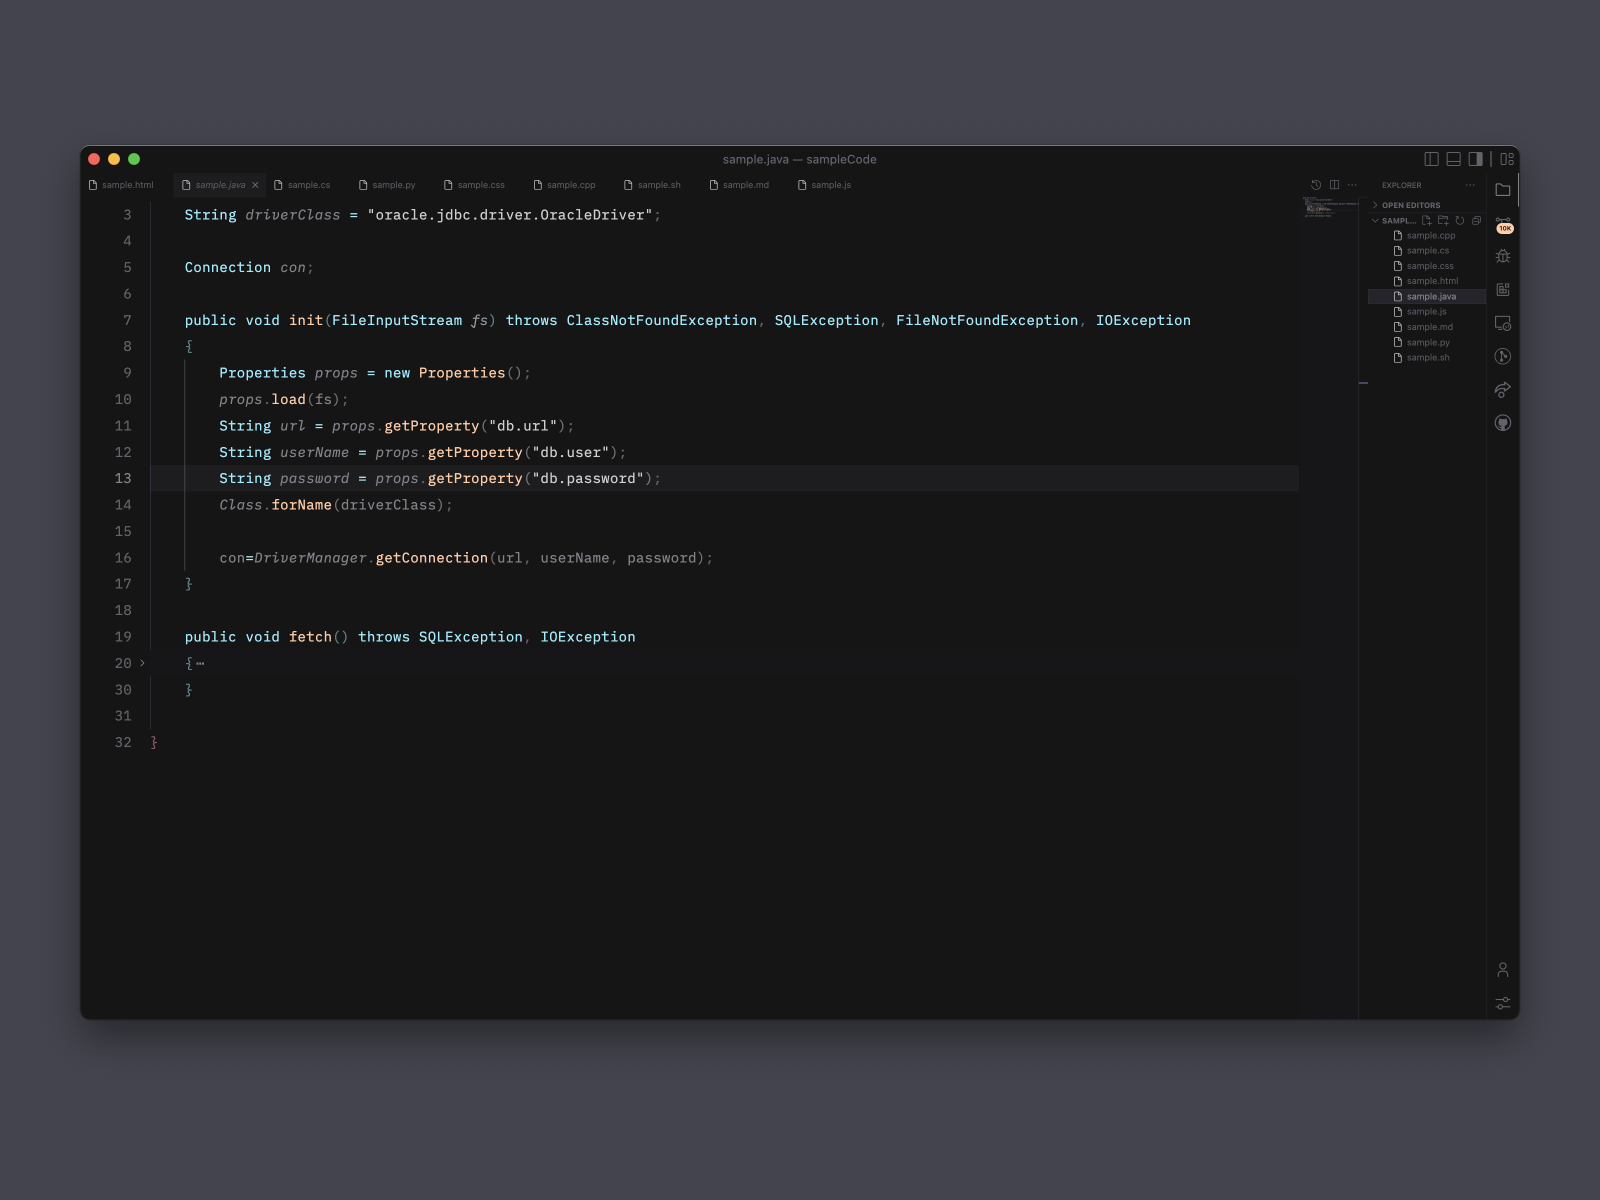 sample.java — sampleCode
sample.html sample.java sample.cs sample.py sample.css sample.cpp sample.sh sample.md sample.js
3 String driverClass = "oracle.jdbc.driver.OracleDriver";
4
5 Connection con;
6
7 public void init(FileInputStream fs) throws ClassNotFoundException, SQLException, FileNotFoundException, IOException
8 {
9 Properties props = new Properties();
10 props.load(fs);
11 String url = props.getProperty("db.url");
12 String userName = props.getProperty("db.user");
13 String password = props.getProperty("db.password");
14 Class.forName(driverClass);
15
16 con=DriverManager.getConnection(url, userName, password);
17 }
18
19 public void fetch() throws SQLException, IOException
20 {⋯
30 }
31
32 }
EXPLORER
OPEN EDITORS
SAMPL...
sample.cpp
sample.cs
sample.css
sample.html
sample.java
sample.js
sample.md
sample.py
sample.sh
10K